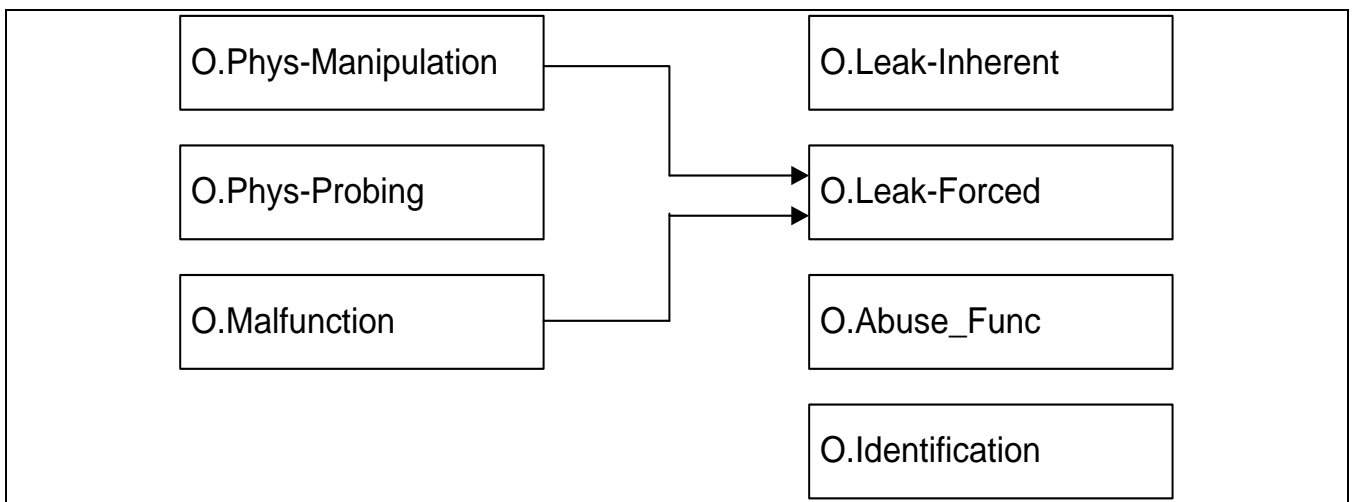 O.Phys-Manipulation
O.Leak-Inherent
O.Phys-Probing
O.Leak-Forced
O.Malfunction
O.Abuse_Func
O.Identification